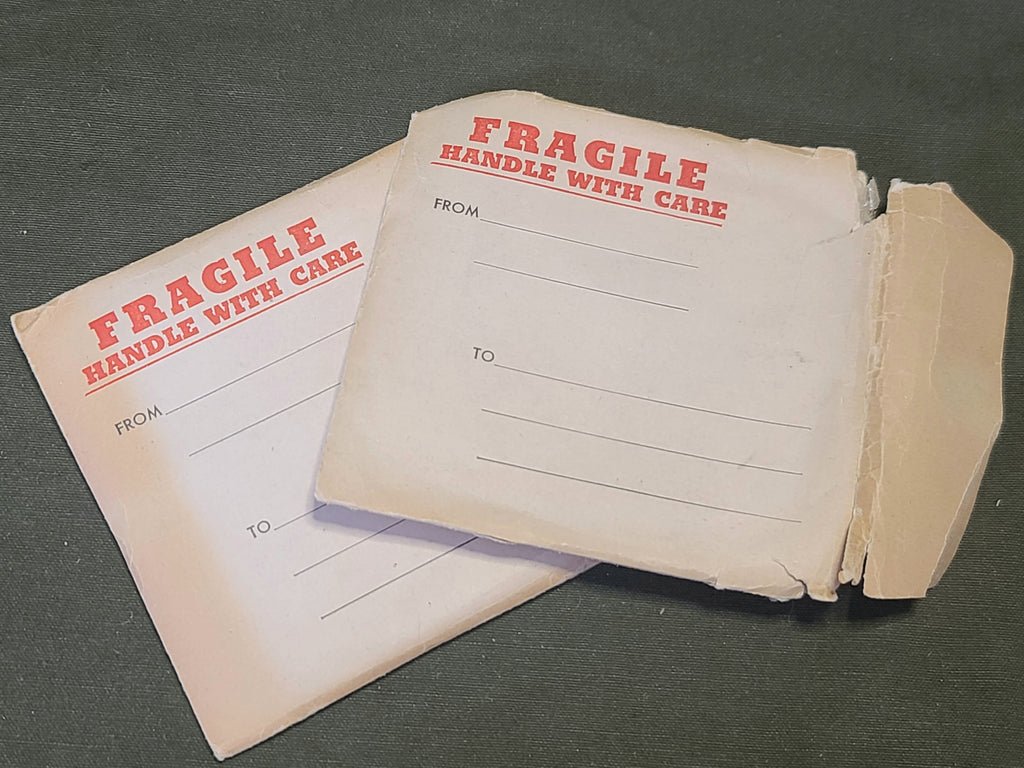 FRAGILE
HANDLE WITH CARE
FROM
TO
FRAGILE
HANDLE WITH CARE
FROM
TO